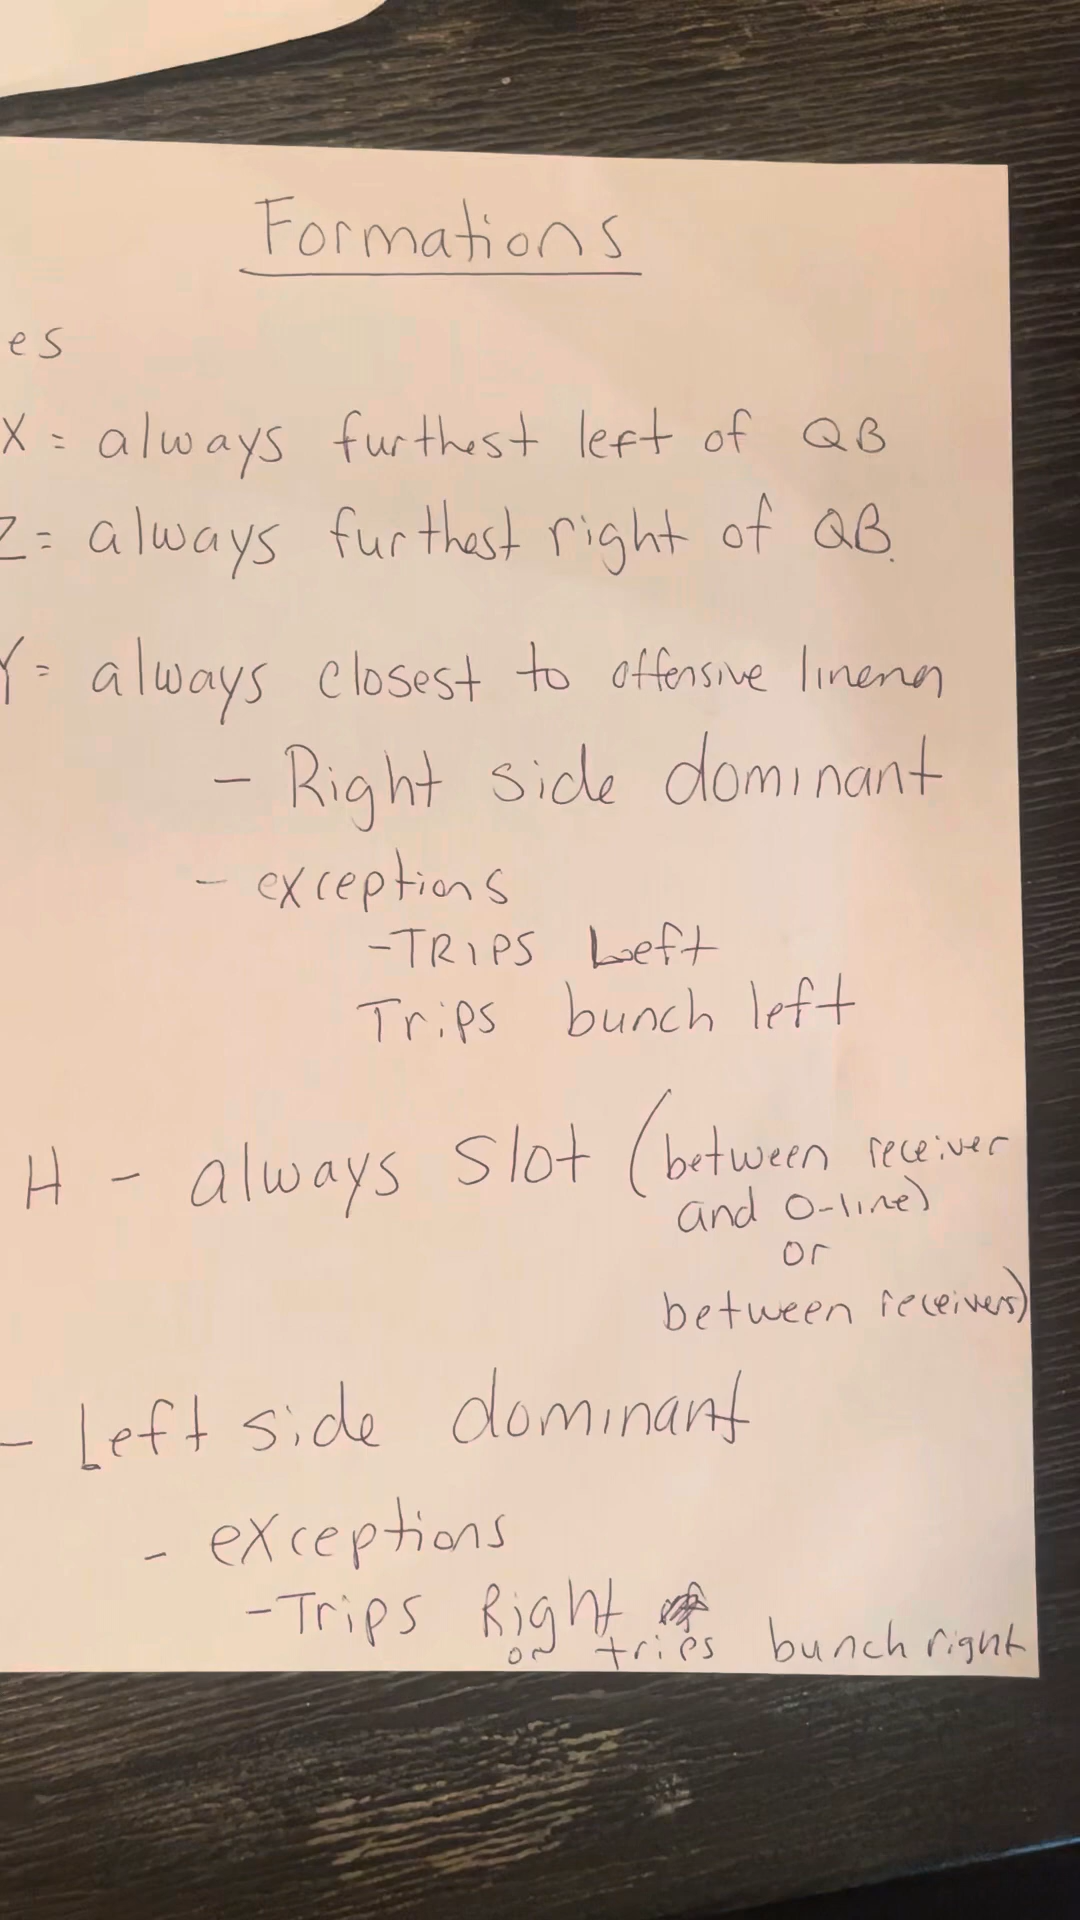 Formations
es
X = always furthest left of QB
Z = always furthest right of QB.
Y = always closest to offensive lineman
- Right side dominant
- exceptions
-TRIPS Left
Trips bunch left
H - always slot (between receiver
and O-line)
or
between receivers)
- Left side dominant
- exceptions
-Trips Right
or trips bunch right